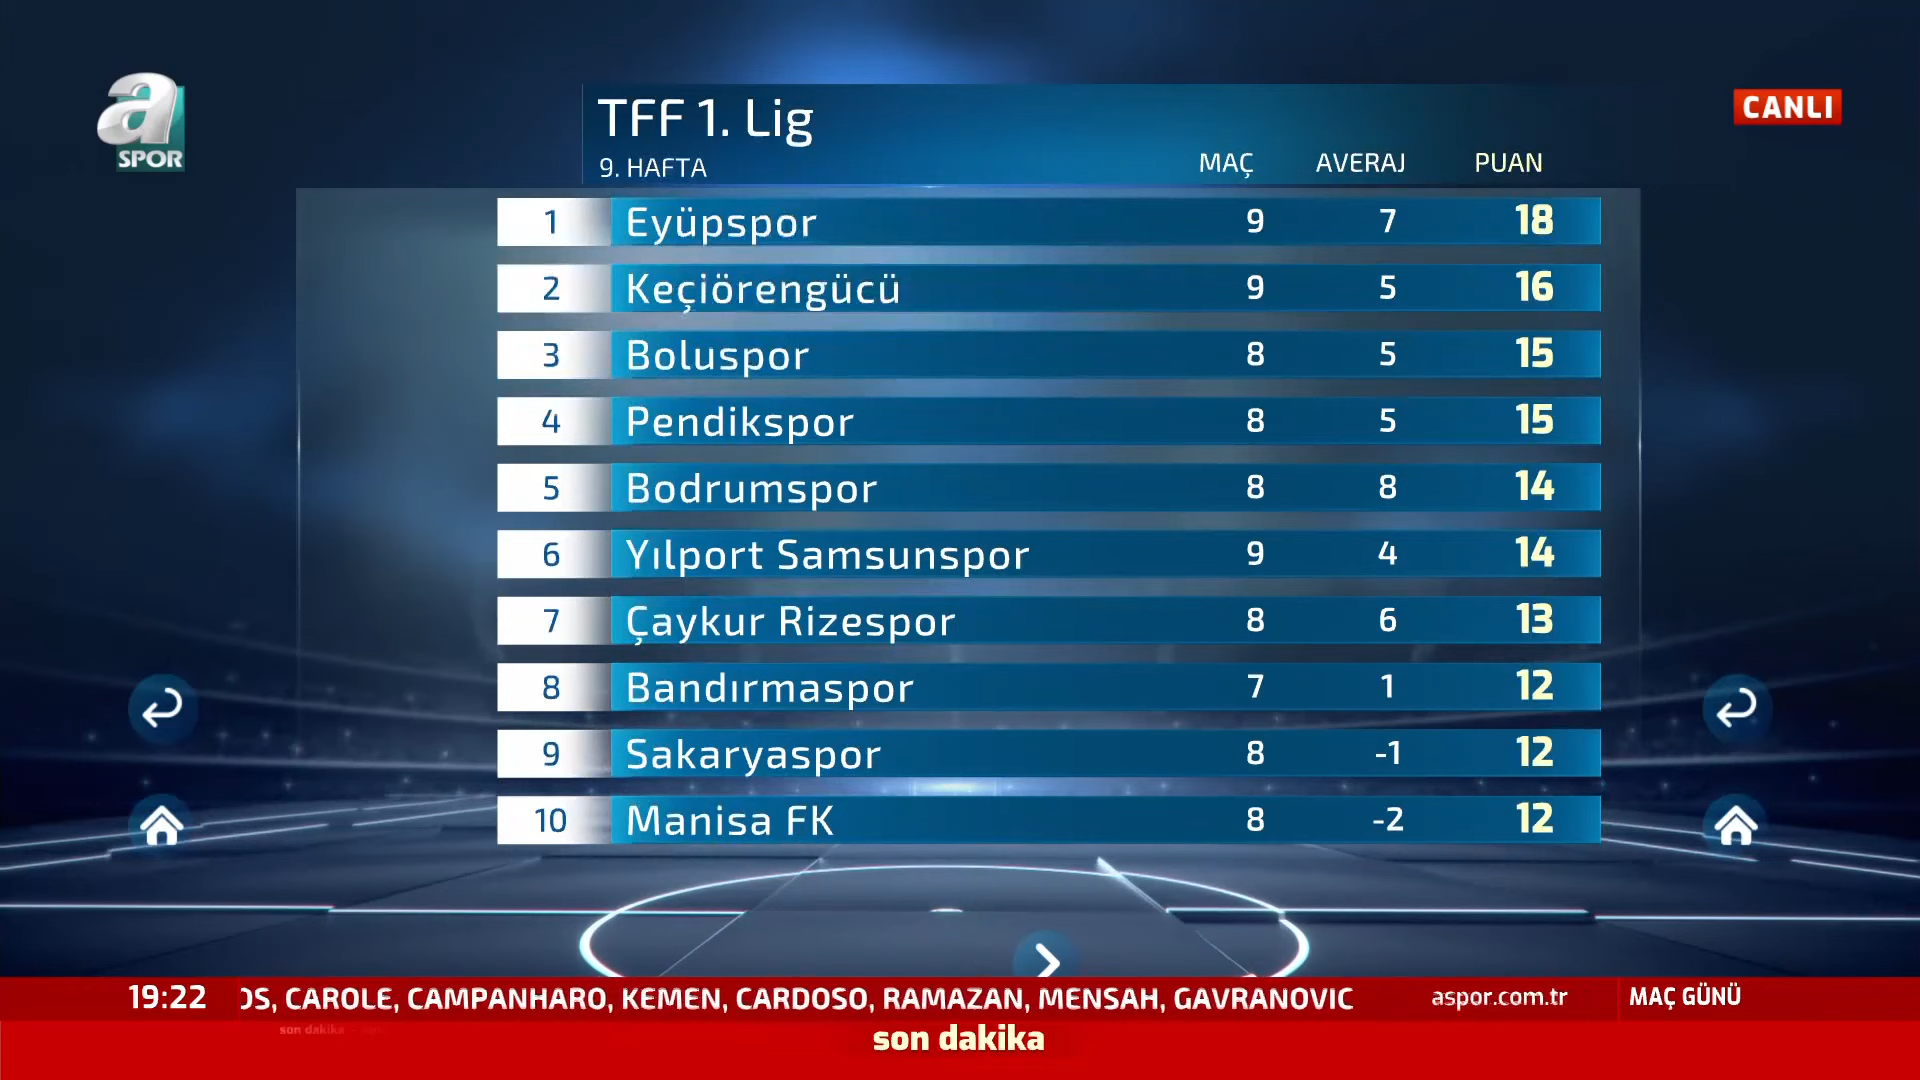 a
SPOR
CANLI
TFF 1. Lig
9. HAFTA MAÇ AVERAJ PUAN
1 Eyüpspor 9 7 18
2 Keçiörengücü 9 5 16
3 Boluspor 8 5 15
4 Pendikspor 8 5 15
5 Bodrumspor 8 8 14
6 Yılport Samsunspor 9 4 14
7 Çaykur Rizespor 8 6 13
8 Bandırmaspor 7 1 12
9 Sakaryaspor 8 -1 12
10 Manisa FK 8 -2 12
19:22 OS, CAROLE, CAMPANHARO, KEMEN, CARDOSO, RAMAZAN, MENSAH, GAVRANOVIC aspor.com.tr MAÇ GÜNÜ
son dakika
son dakika